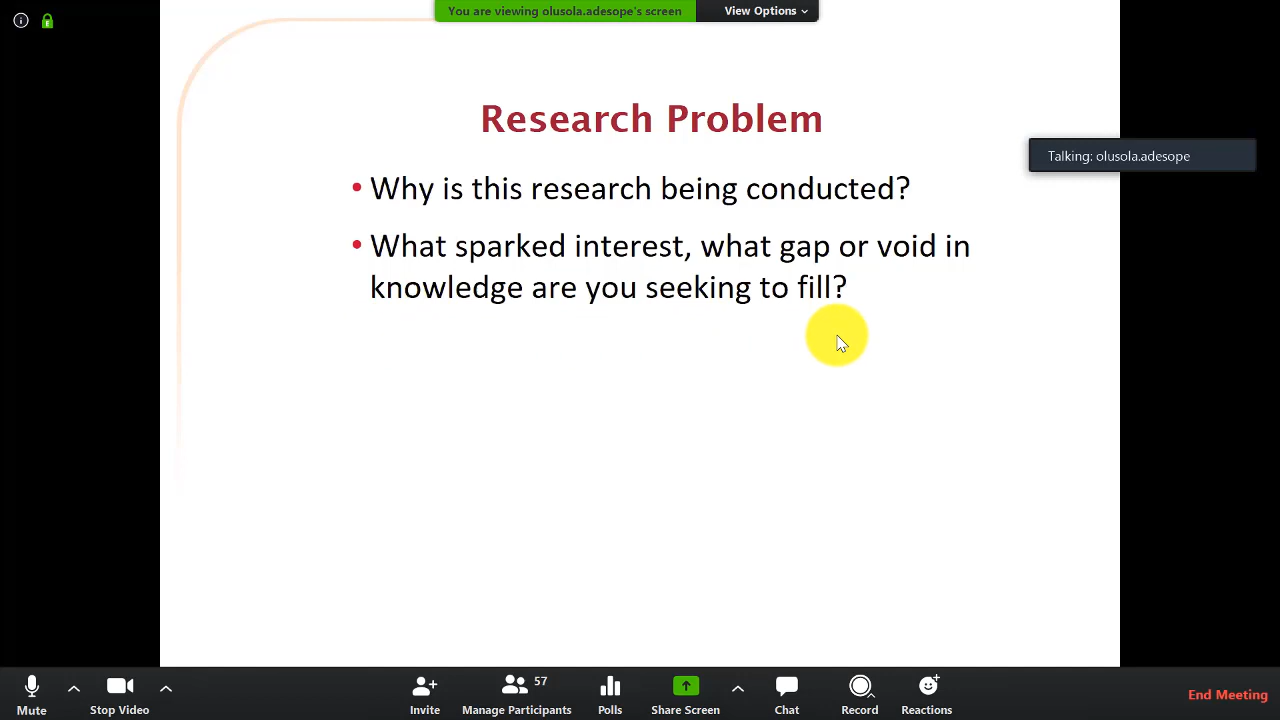 You are viewing olusola.adesope's screen
View Options
Research Problem
Talking: olusola.adesope
• Why is this research being conducted?
• What sparked interest, what gap or void in
knowledge are you seeking to fill?
Mute
Stop Video
Invite
57
Manage Participants
Polls
Share Screen
Chat
Record
Reactions
End Meeting